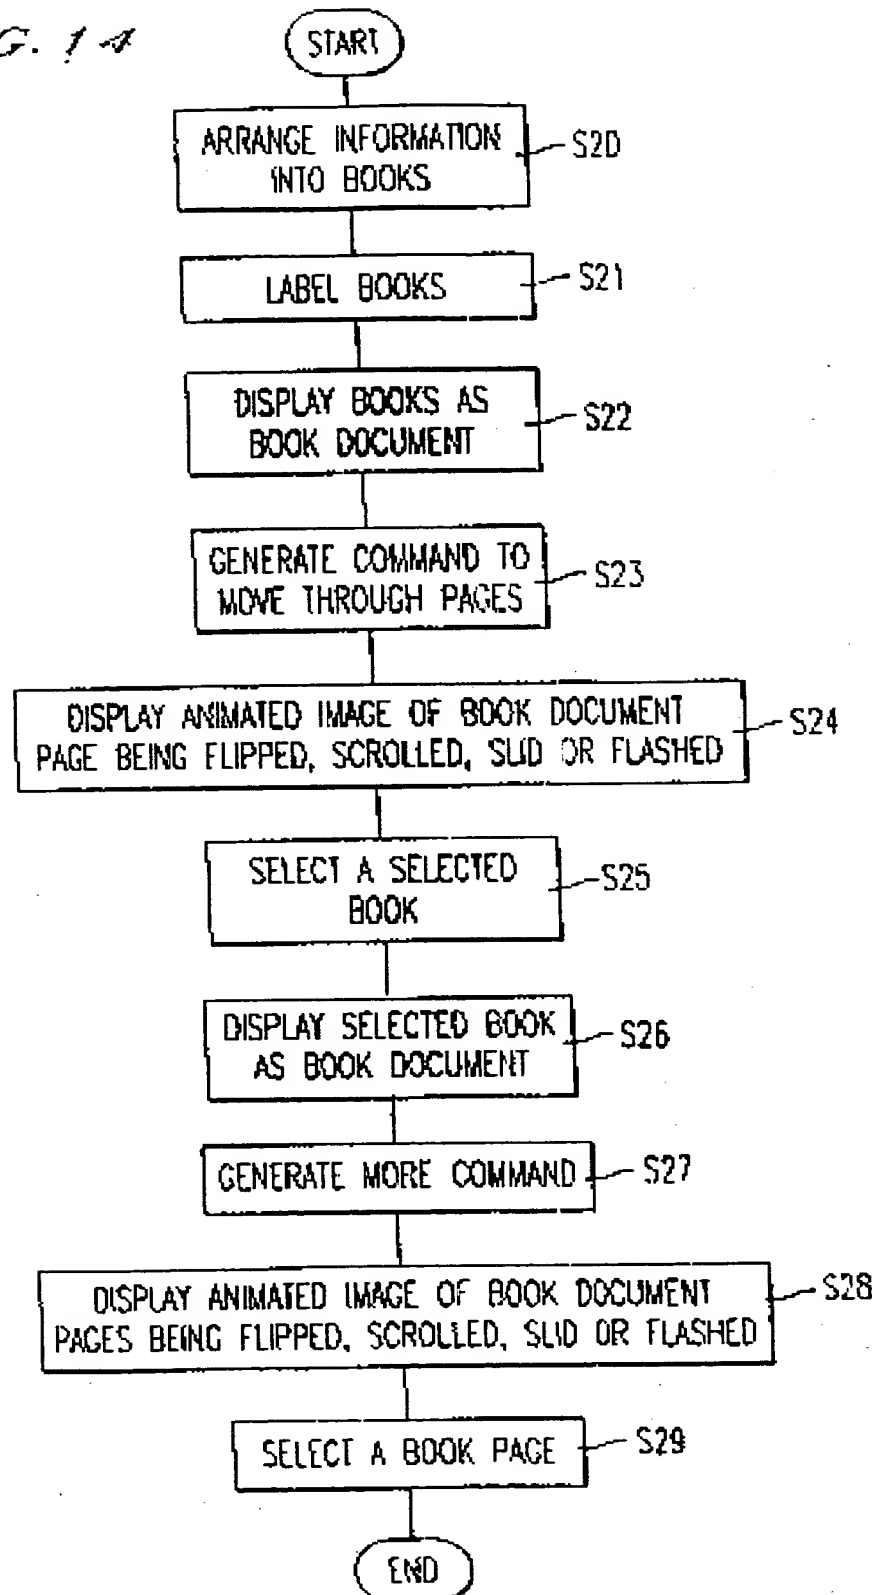 G. 14
START
ARRANGE INFORMATION
INTO BOOKS
S20
LABEL BOOKS
S21
DISPLAY BOOKS AS
BOOK DOCUMENT
S22
GENERATE COMMAND TO
MOVE THROUGH PAGES
S23
DISPLAY ANIMATED IMAGE OF BOOK DOCUMENT
PAGE BEING FLIPPED, SCROLLED, SLID OR FLASHED
S24
SELECT A SELECTED
BOOK
S25
DISPLAY SELECTED BOOK
AS BOOK DOCUMENT
S26
GENERATE MORE COMMAND
S27
DISPLAY ANIMATED IMAGE OF BOOK DOCUMENT
PAGES BEING FLIPPED, SCROLLED, SLID OR FLASHED
S28
SELECT A BOOK PAGE
S29
END